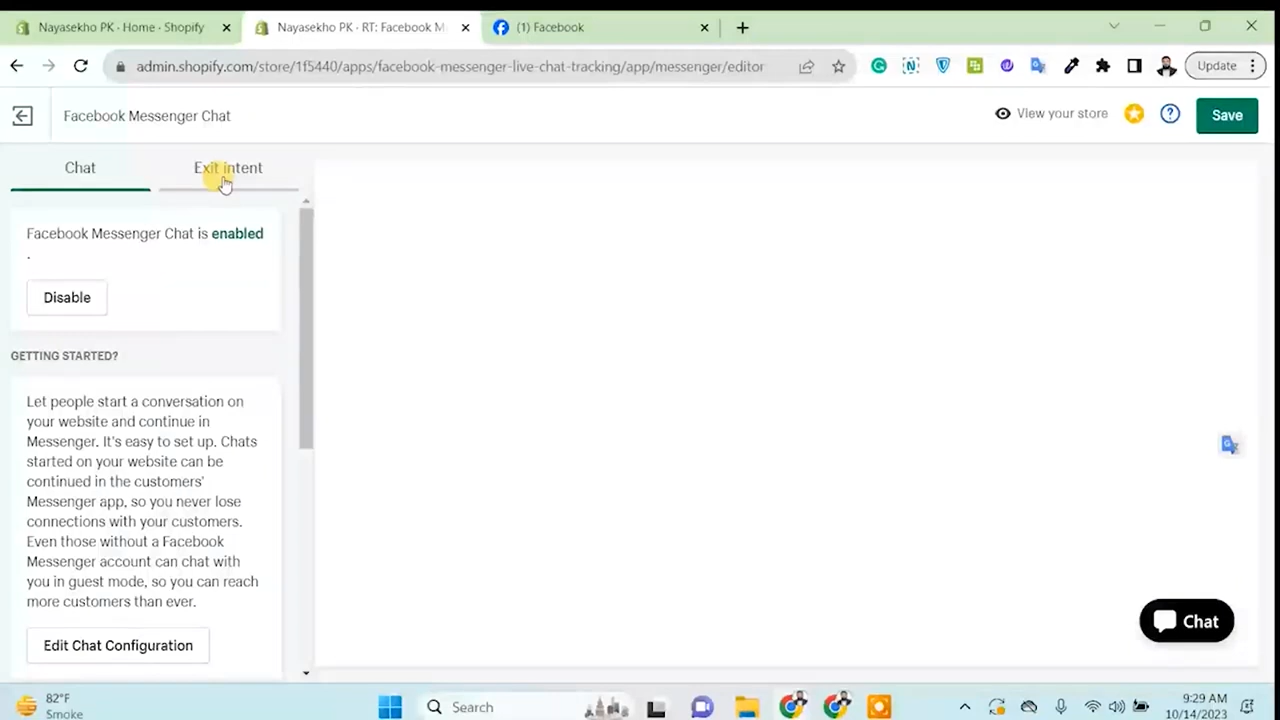 Nayasekho PK · Home · Shopify
Nayasekho PK · RT: Facebook M
(1) Facebook
admin.shopify.com/store/1f5440/apps/facebook-messenger-live-chat-tracking/app/messenger/editor
Update
Facebook Messenger Chat
View your store
Save
Chat
Exit intent
Facebook Messenger Chat is enabled
.
Disable
GETTING STARTED?
Let people start a conversation on
your website and continue in
Messenger. It's easy to set up. Chats
started on your website can be
continued in the customers'
Messenger app, so you never lose
connections with your customers.
Even those without a Facebook
Messenger account can chat with
you in guest mode, so you can reach
more customers than ever.
Edit Chat Configuration
Chat
82°F
Smoke
Search
9:29 AM
10/14/2023